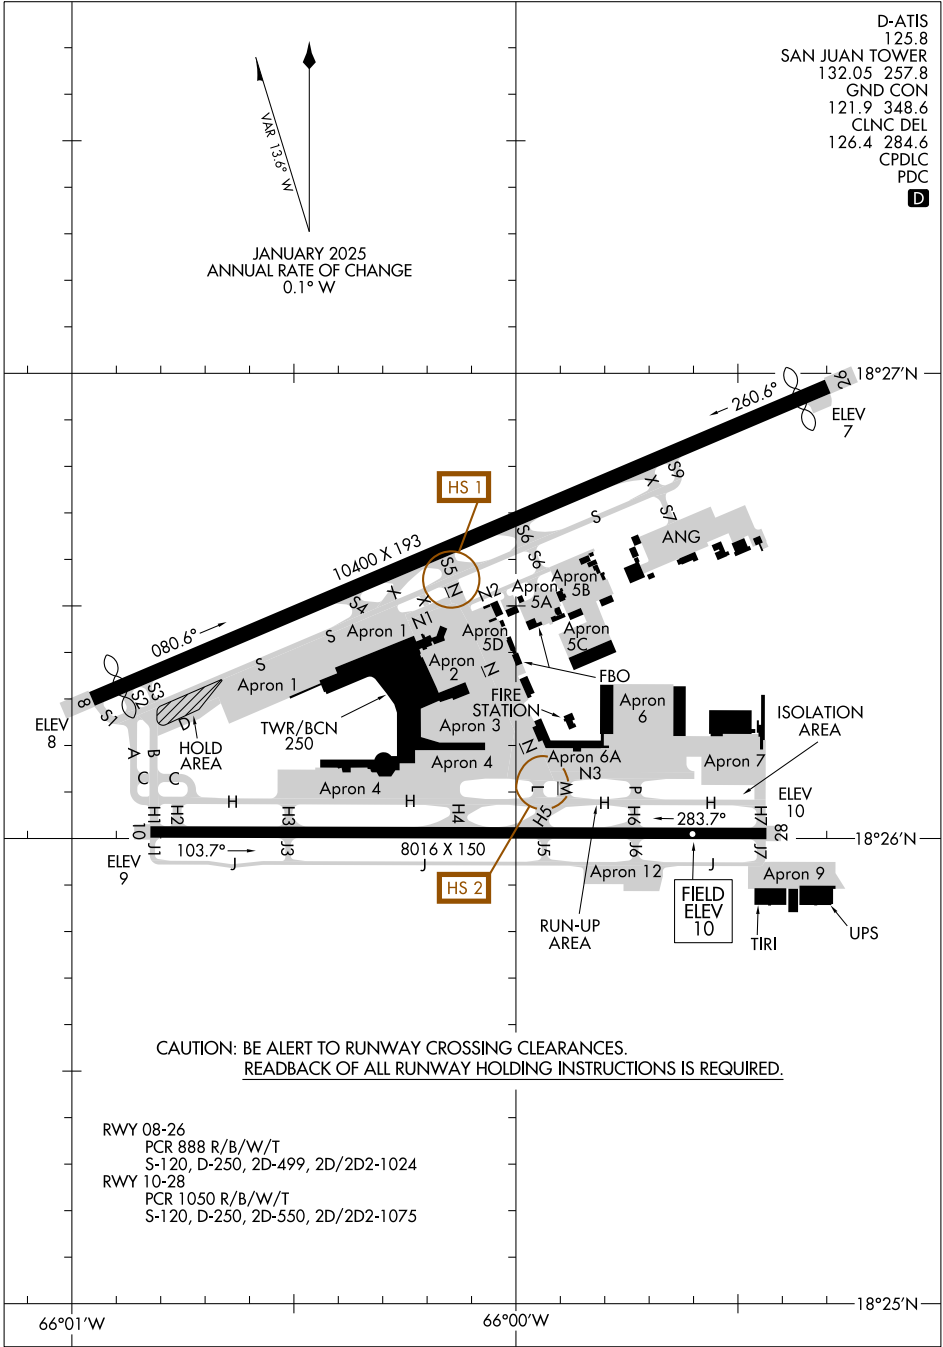 D-ATIS
125.8
SAN JUAN TOWER
132.05 257.8
GND CON
121.9 348.6
CLNC DEL
126.4 284.6
CPDLC
PDC
D
VAR 13.6° W
JANUARY 2025
ANNUAL RATE OF CHANGE
0.1° W
18°27'N
26
260.6°
ELEV
7
HS 1
S9
X
S7
S
S6
S6
ANG
10400 X 193
S5
N
N2
Apron
5A
Apron
5B
S4
X
X
N1
Apron 1
Apron
5D
Apron
5C
080.6°
S
S
Apron
2
N
FBO
Apron 1
8
S1
S2
S3
D
HOLD
AREA
ELEV
8
TWR/BCN
250
FIRE
STATION
Apron 3
Apron
6
ISOLATION
AREA
A
B
C
C
Apron 4
Apron 4
N
Apron 6A
N3
Apron 7
L
M
P
H
H
H
H
H1
H2
H3
H4
H5
H6
H7
ELEV
10
283.7°
10
28
18°26'N
ELEV
9
J1
103.7°
J
J3
J
8016 X 150
J5
J6
J
J7
HS 2
Apron 12
Apron 9
RUN-UP
AREA
FIELD
ELEV
10
TIRI
UPS
CAUTION: BE ALERT TO RUNWAY CROSSING CLEARANCES.
READBACK OF ALL RUNWAY HOLDING INSTRUCTIONS IS REQUIRED.
RWY 08-26
PCR 888 R/B/W/T
S-120, D-250, 2D-499, 2D/2D2-1024
RWY 10-28
PCR 1050 R/B/W/T
S-120, D-250, 2D-550, 2D/2D2-1075
18°25'N
66°01'W
66°00'W